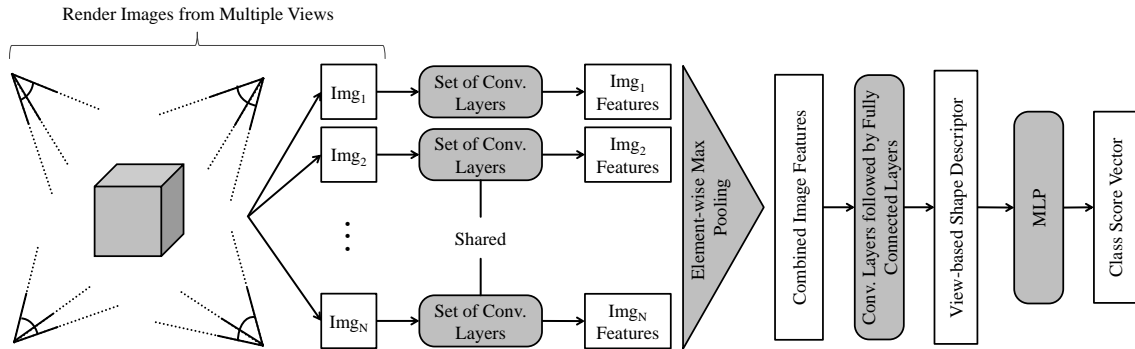 Render Images from Multiple Views
Img1
Set of Conv.
Layers
Img1
Features
Img2
Set of Conv.
Layers
Img2
Features
Shared
ImgN
Set of Conv.
Layers
ImgN
Features
Element-wise Max
Pooling
Combined Image Features
Conv. Layers followed by Fully
Connected Layers
View-based Shape Descriptor
MLP
Class Score Vector